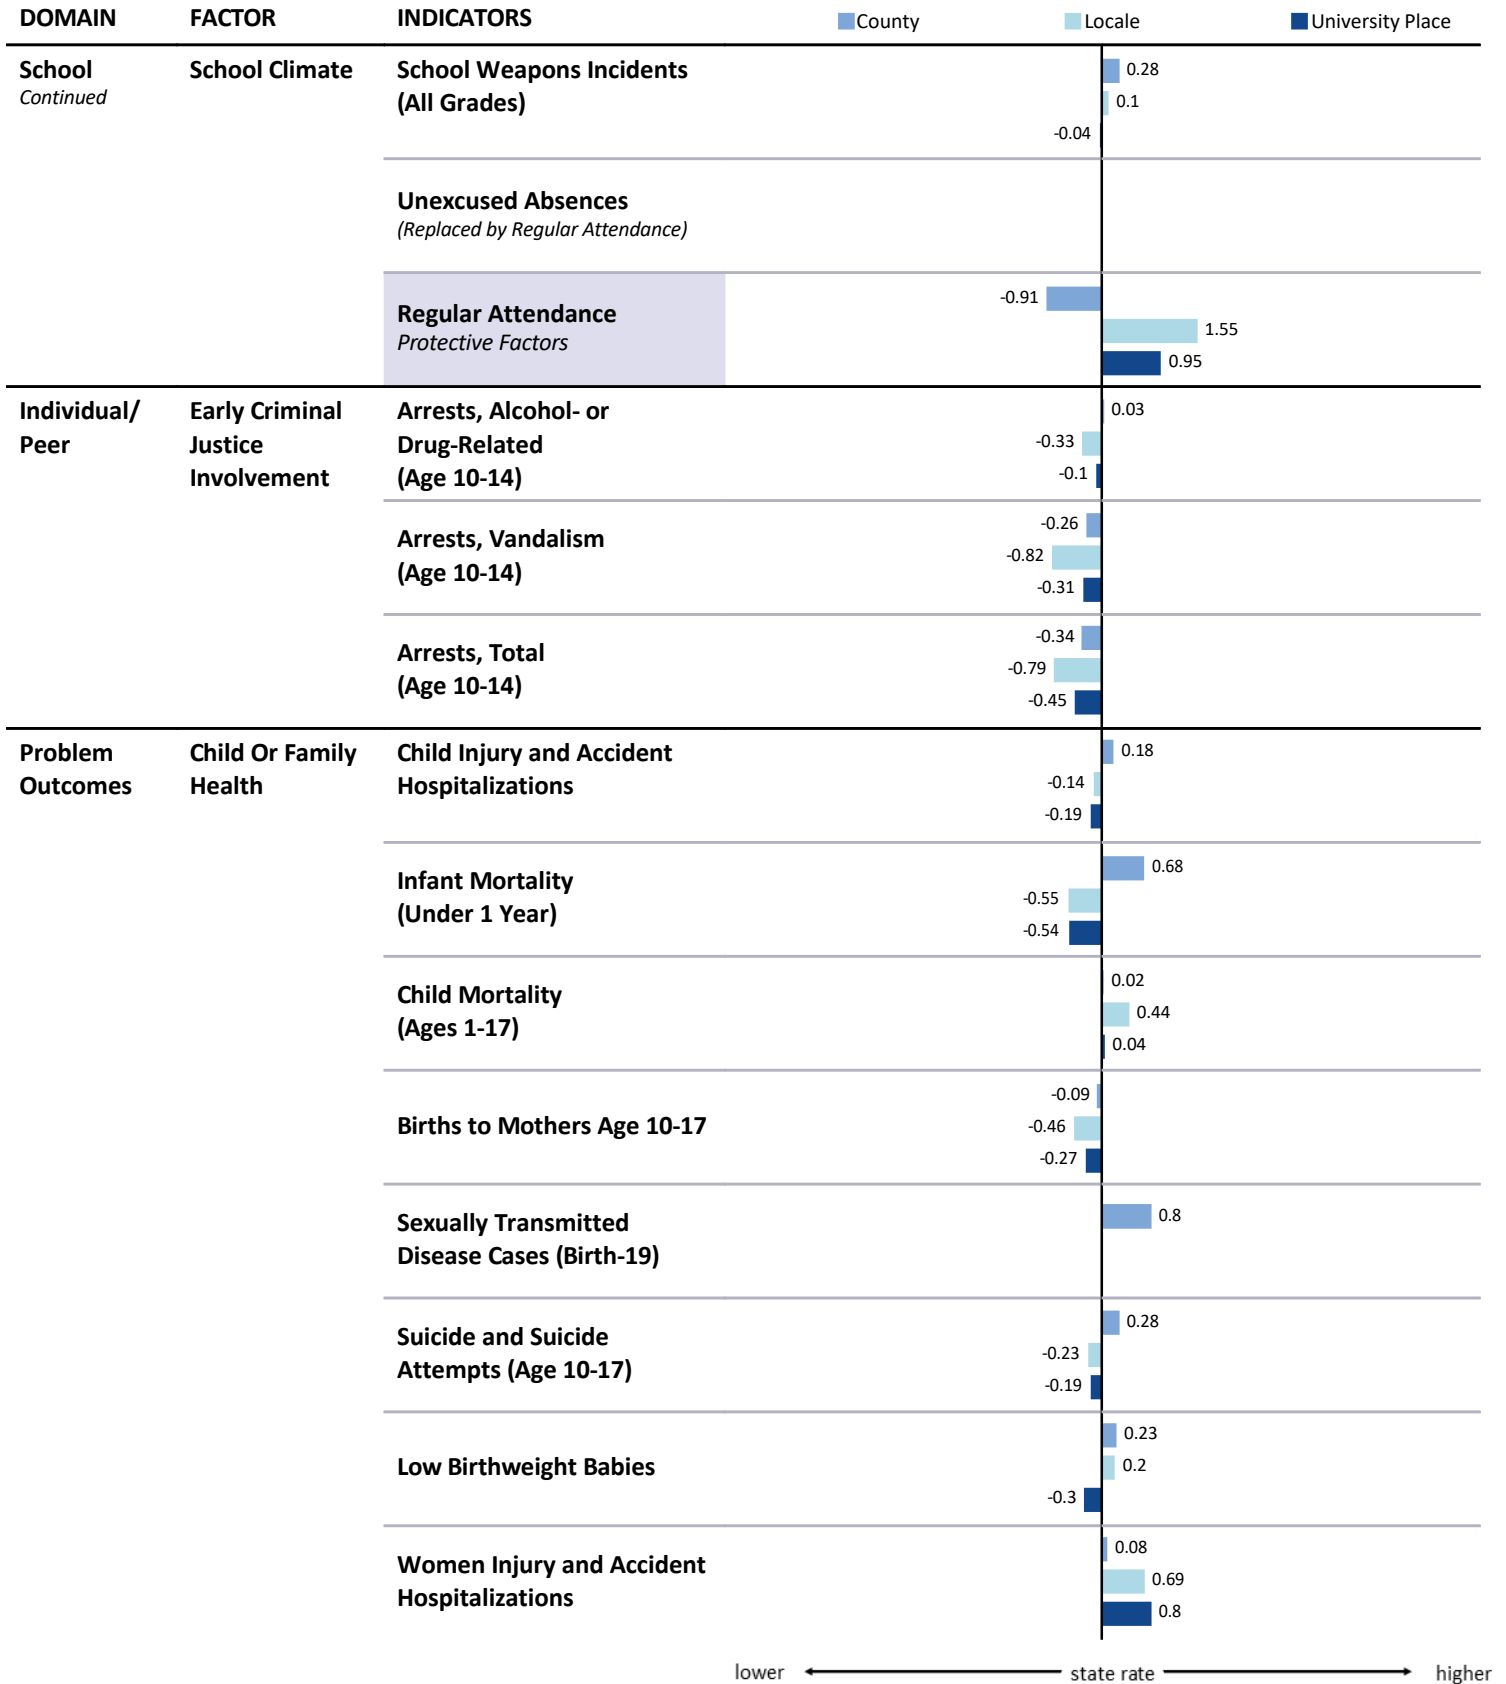 DOMAIN FACTOR INDICATORS County Locale University Place
School School Climate School Weapons Incidents 0.28
Continued (All Grades) 0.1
-0.04
Unexcused Absences
(Replaced by Regular Attendance)
-0.91
Regular Attendance 1.55
Protective Factors 0.95
Individual/ Early Criminal Arrests, Alcohol- or 0.03
Peer Justice Drug-Related -0.33
Involvement (Age 10-14) -0.1
-0.26
Arrests, Vandalism -0.82
(Age 10-14) -0.31
-0.34
Arrests, Total -0.79
(Age 10-14) -0.45
Problem Child Or Family Child Injury and Accident 0.18
Outcomes Health Hospitalizations -0.14
-0.19
0.68
Infant Mortality -0.55
(Under 1 Year) -0.54
0.02
Child Mortality 0.44
(Ages 1-17) 0.04
-0.09
Births to Mothers Age 10-17 -0.46
-0.27
Sexually Transmitted 0.8
Disease Cases (Birth-19)
0.28
Suicide and Suicide -0.23
Attempts (Age 10-17) -0.19
0.23
Low Birthweight Babies 0.2
-0.3
0.08
Women Injury and Accident 0.69
Hospitalizations 0.8
lower state rate higher